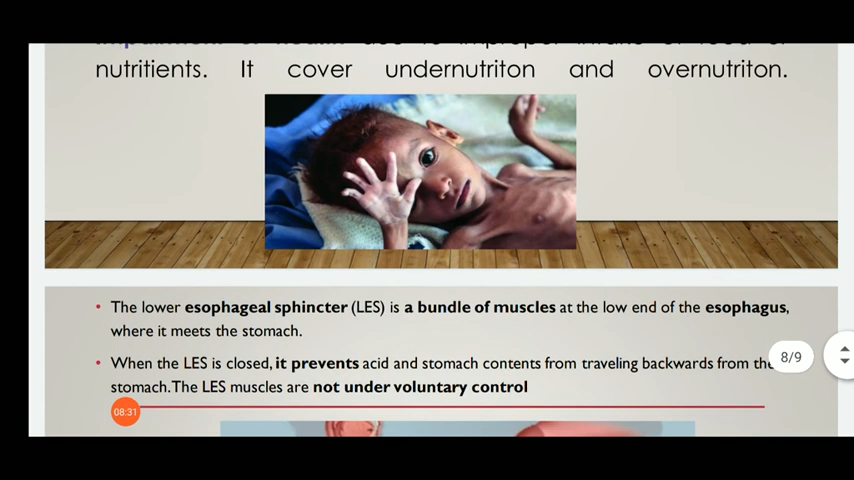 nutritients. It cover undernutriton and overnutriton.
• The lower esophageal sphincter (LES) is a bundle of muscles at the low end of the esophagus,
where it meets the stomach.
• When the LES is closed, it prevents acid and stomach contents from traveling backwards from the
stomach.The LES muscles are not under voluntary control
8/9
08:31